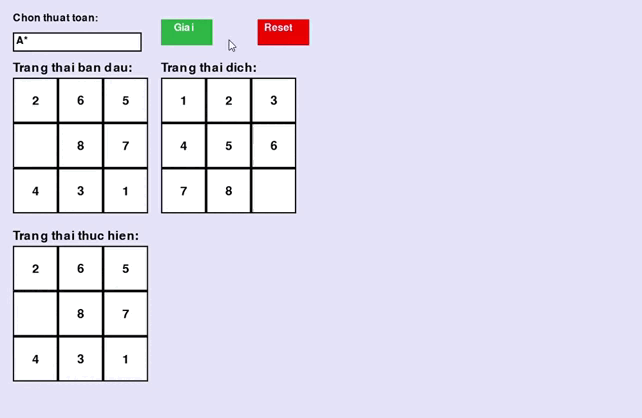 Chon thuat toan:
Giai
Reset
A*
Trang thai ban dau:
Trang thai dich:
2 6 5
8 7
4 3 1
1 2 3
4 5 6
7 8
Trang thai thuc hien:
2 6 5
8 7
4 3 1